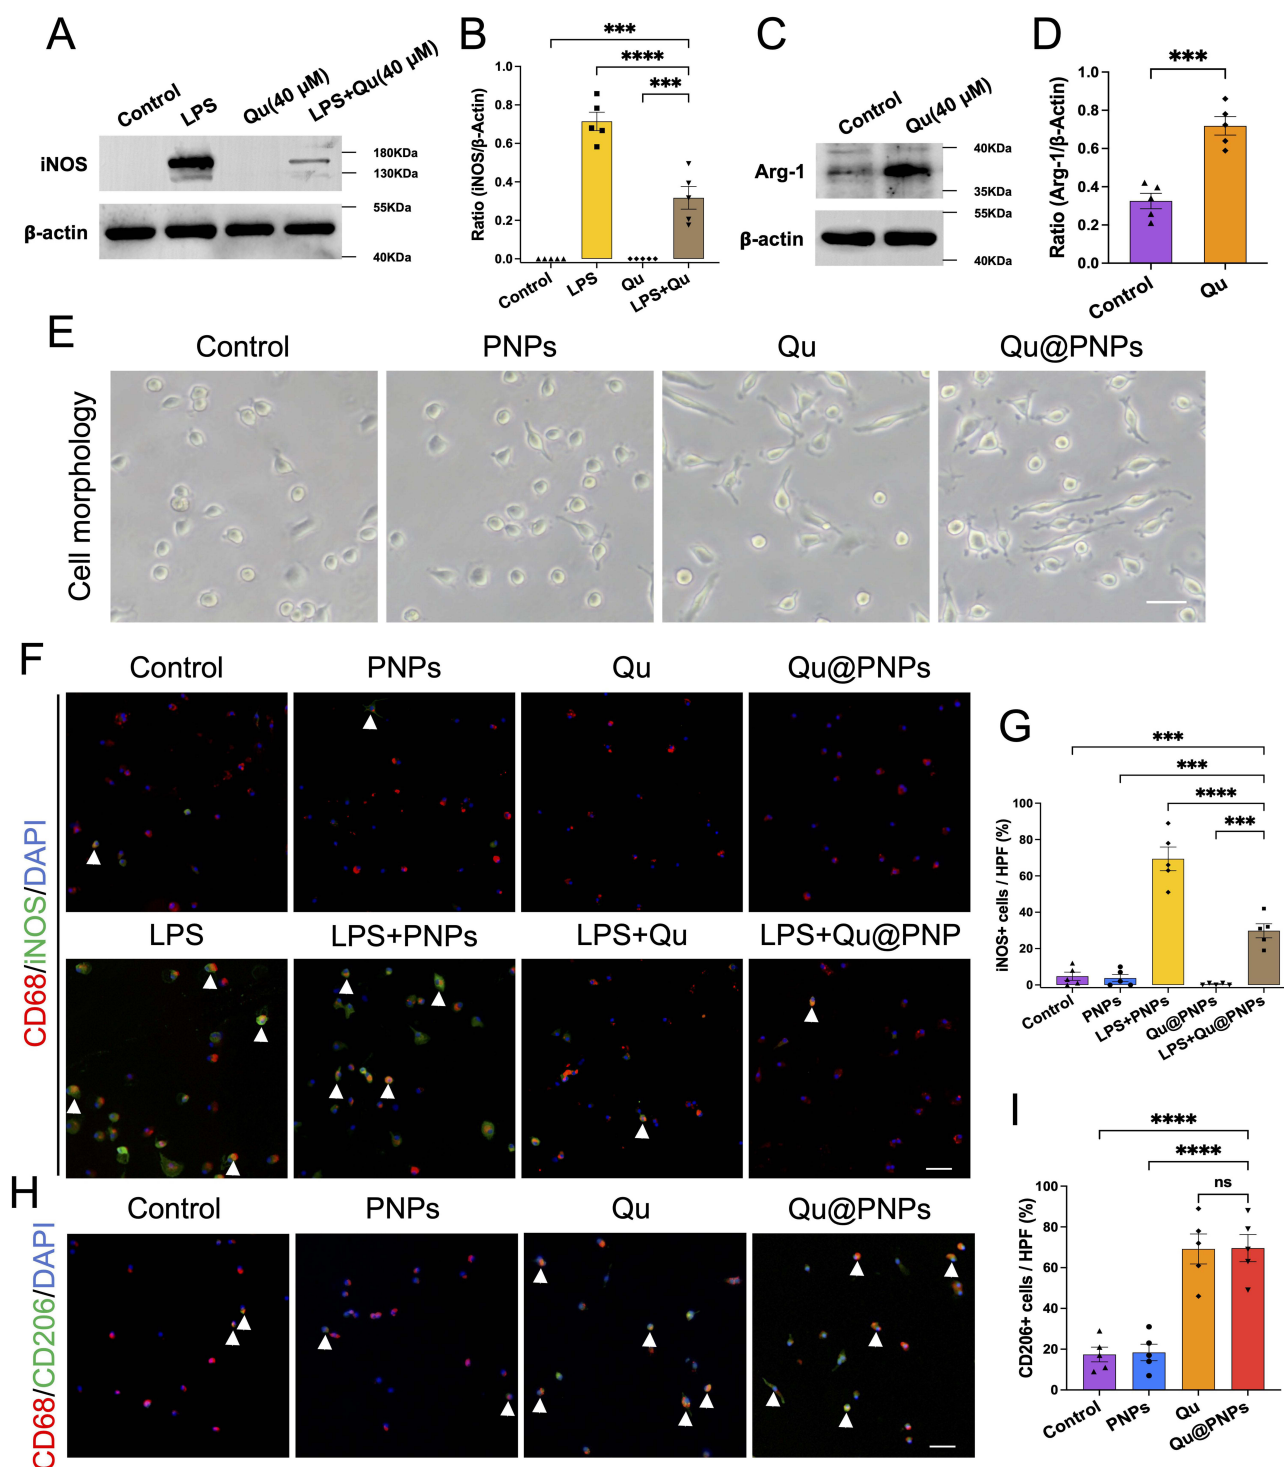 A
Control
LPS
Qu(40 μM)
LPS+Qu(40 μM)
iNOS
180KDa
130KDa
β-actin
55KDa
40KDa
B
***
****
***
Ratio (iNOS/β-Actin)
1.0
0.8
0.6
0.4
0.2
0.0
Control
LPS
Qu
LPS+Qu
C
Control
Qu(40 μM)
Arg-1
40KDa
35KDa
β-actin
55KDa
40KDa
D
***
Ratio (Arg-1/β-Actin)
1.0
0.8
0.6
0.4
0.2
0.0
Control
Qu
E
Control
PNPs
Qu
Qu@PNPs
Cell morphology
F
Control
PNPs
Qu
Qu@PNPs
CD68/iNOS/DAPI
LPS
LPS+PNPs
LPS+Qu
LPS+Qu@PNP
G
***
***
****
***
iNOS+ cells / HPF (%)
100
80
60
40
20
0
Control
PNPs
LPS+PNPs
Qu@PNPs
LPS+Qu@PNPs
H
Control
PNPs
Qu
Qu@PNPs
CD68/CD206/DAPI
I
****
****
ns
CD206+ cells / HPF (%)
100
80
60
40
20
0
Control
PNPs
Qu
Qu@PNPs